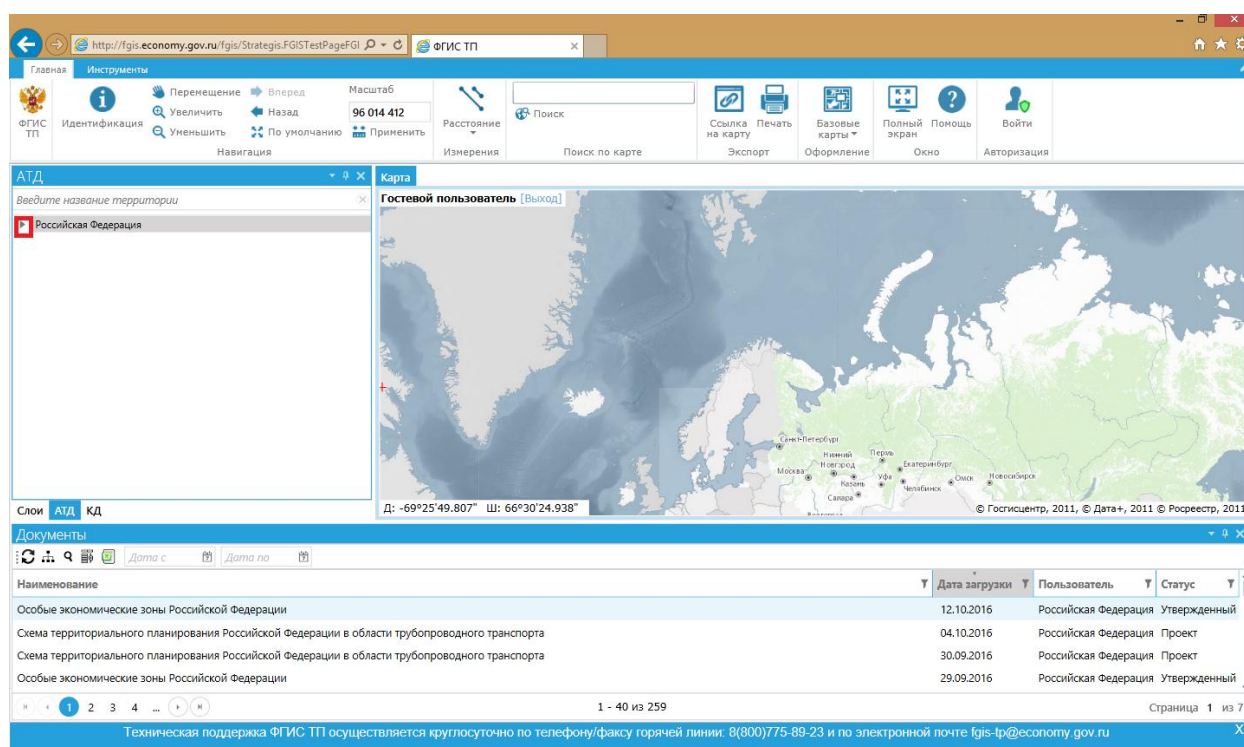 http://fgis.economy.gov.ru/fgis/Strategis.FGISTestPageFGI
ФГИС ТП
Главная Инструменты
ФГИС ТП
Идентификация
Перемещение
Увеличить
Уменьшить
Вперед
Назад
По умолчанию
Масштаб
96 014 412
Применить
Навигация
Расстояние
Измерения
Поиск
Поиск по карте
Ссылка на карту
Печать
Экспорт
Базовые карты
Оформление
Полный экран
Помощь
Окно
Войти
Авторизация
АТД
Введите название территории
Российская Федерация
Слои АТД КД
Карта
Гостевой пользователь [Выход]
Санкт-Петербург
Нижний Новгород
Пермь
Екатеринбург
Москва
Казань
Уфа
Омск
Новосибирск
Челябинск
Самара
Д: -69°25'49.807" Ш: 66°30'24.938"
© Госгисцентр, 2011, © Дата+, 2011 © Росреестр, 2011
Документы
Дата с Дата по
Наименование Дата загрузки Пользователь Статус
Особые экономические зоны Российской Федерации 12.10.2016 Российская Федерация Утвержденный
Схема территориального планирования Российской Федерации в области трубопроводного транспорта 04.10.2016 Российская Федерация Проект
Схема территориального планирования Российской Федерации в области трубопроводного транспорта 30.09.2016 Российская Федерация Проект
Особые экономические зоны Российской Федерации 29.09.2016 Российская Федерация Утвержденный
1 2 3 4 ... 1 - 40 из 259 Страница 1 из 7
Техническая поддержка ФГИС ТП осуществляется круглосуточно по телефону/факсу горячей линии: 8(800)775-89-23 и по электронной почте fgis-tp@economy.gov.ru X